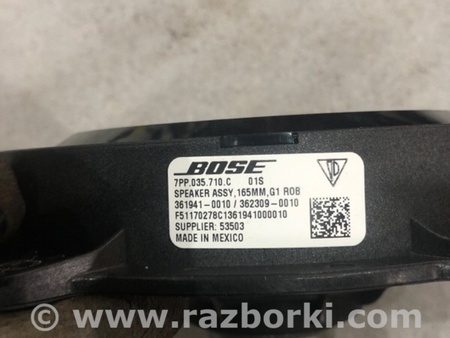 BOSE
7PP.035.710.C 01S
SPEAKER ASSY,165MM,G1 ROB
361941-0010 / 362309-0010
F51170278C1361941000010
SUPPLIER: 53503
MADE IN MEXICO
www.razborki.com